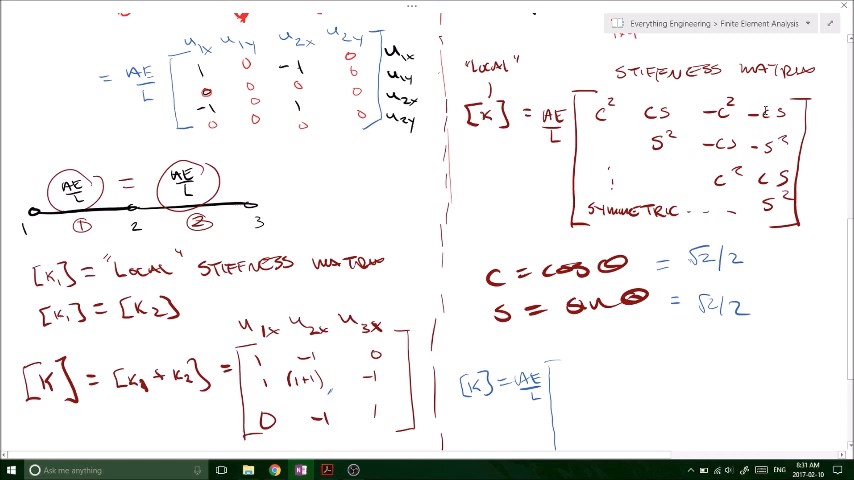 Everything Engineering > Finite Element Analysis
u1x u1y u2x u2y
= AE/L [ 1 0 -1 0 ] u1x
0 0 0 0 u1y
-1 0 1 0 u2x
0 0 0 0 u2y
AE/L = AE/L
1 ① 2 ② 3
[K1] = "LOCAL" STIFFNESS MATRIX
[K1] = [K2]
u1x u2x u3x
[K] = [K1 + K2] = [ 1 -1 0 ]
1 (1+1) -1
0 -1 1
"LOCAL"
STIFFNESS MATRIX
[K] = AE/L [ c² cs -c² -cs ]
s² -cs -s²
⋮ c² cs
SYMMETRIC . . . . s²
c = cosθ = √2/2
s = sinθ = √2/2
[K] = AE/L [
Ask me anything
ENG
8:31 AM
2017-02-10